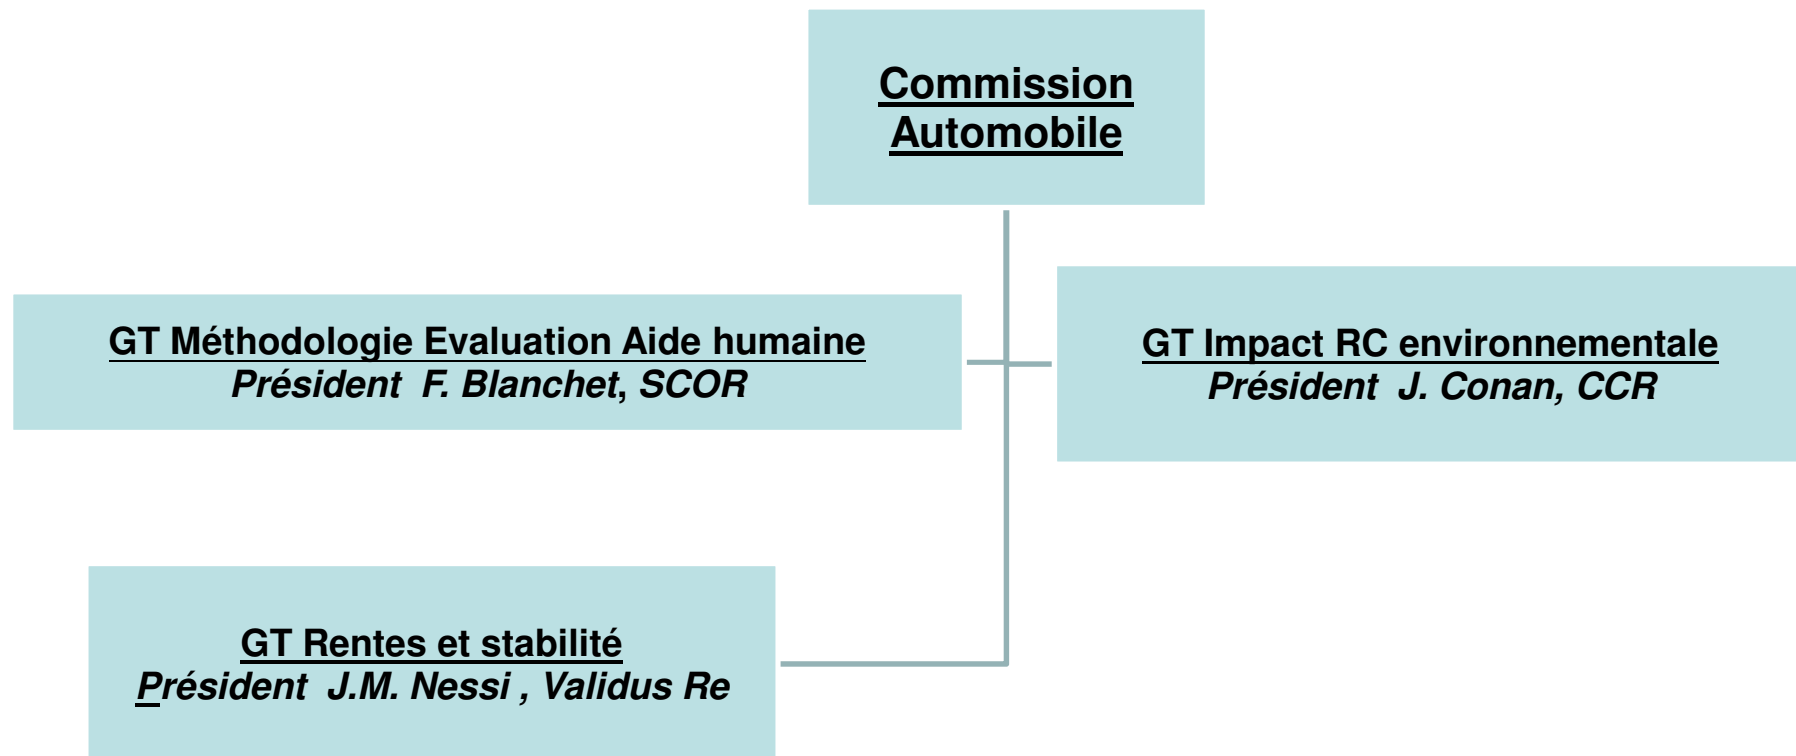 Commission
Automobile
GT Méthodologie Evaluation Aide humaine
Président F. Blanchet, SCOR
GT Impact RC environnementale
Président J. Conan, CCR
GT Rentes et stabilité
Président J.M. Nessi , Validus Re